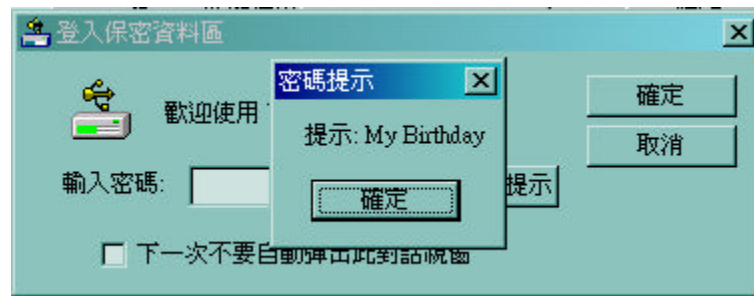 登入保密資料區
密碼提示
歡迎使用
確定
提示: My Birthday
取消
輸入密碼:
提示
確定
下一次不要自動彈出此對話視窗